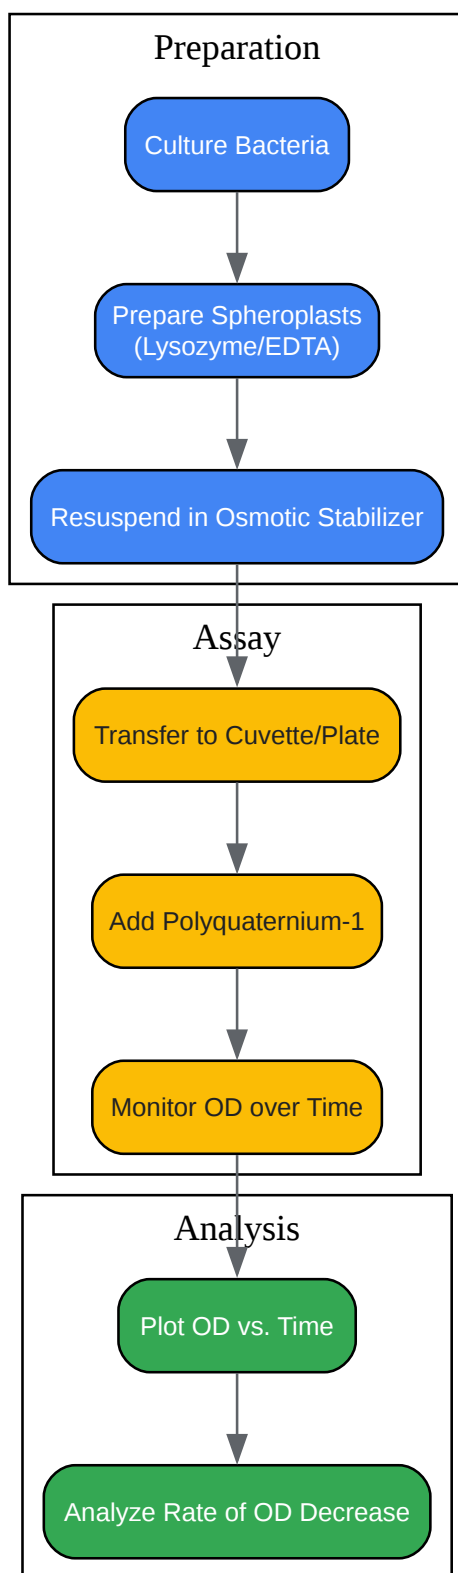 Preparation
Culture Bacteria
Prepare Spheroplasts
(Lysozyme/EDTA)
Resuspend in Osmotic Stabilizer
Assay
Transfer to Cuvette/Plate
Add Polyquaternium-1
Monitor OD over Time
Analysis
Plot OD vs. Time
Analyze Rate of OD Decrease